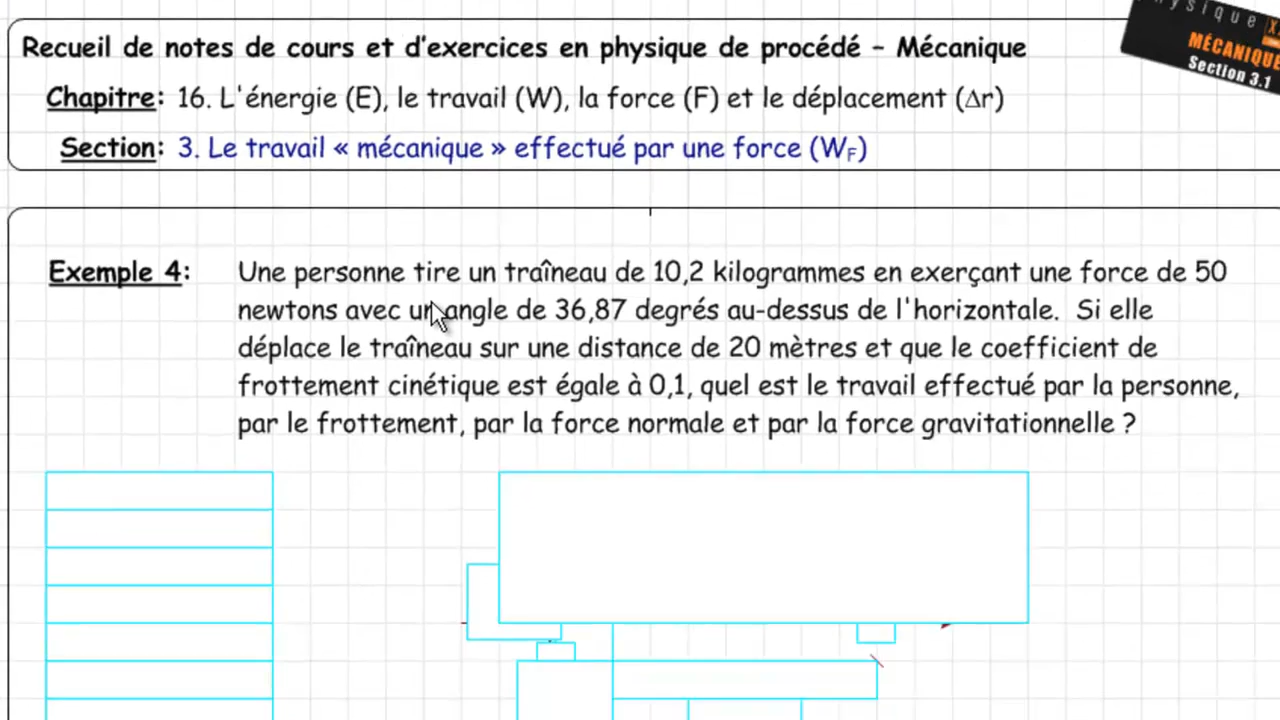 Recueil de notes de cours et d'exercices en physique de procédé – Mécanique
Chapitre: 16. L'énergie (E), le travail (W), la force (F) et le déplacement (∆r)
Section: 3. Le travail « mécanique » effectué par une force (WF)
MÉCANIQUE
Section 3.1
Exemple 4: Une personne tire un traîneau de 10,2 kilogrammes en exerçant une force de 50
newtons avec un angle de 36,87 degrés au-dessus de l'horizontale. Si elle
déplace le traîneau sur une distance de 20 mètres et que le coefficient de
frottement cinétique est égale à 0,1, quel est le travail effectué par la personne,
par le frottement, par la force normale et par la force gravitationnelle ?